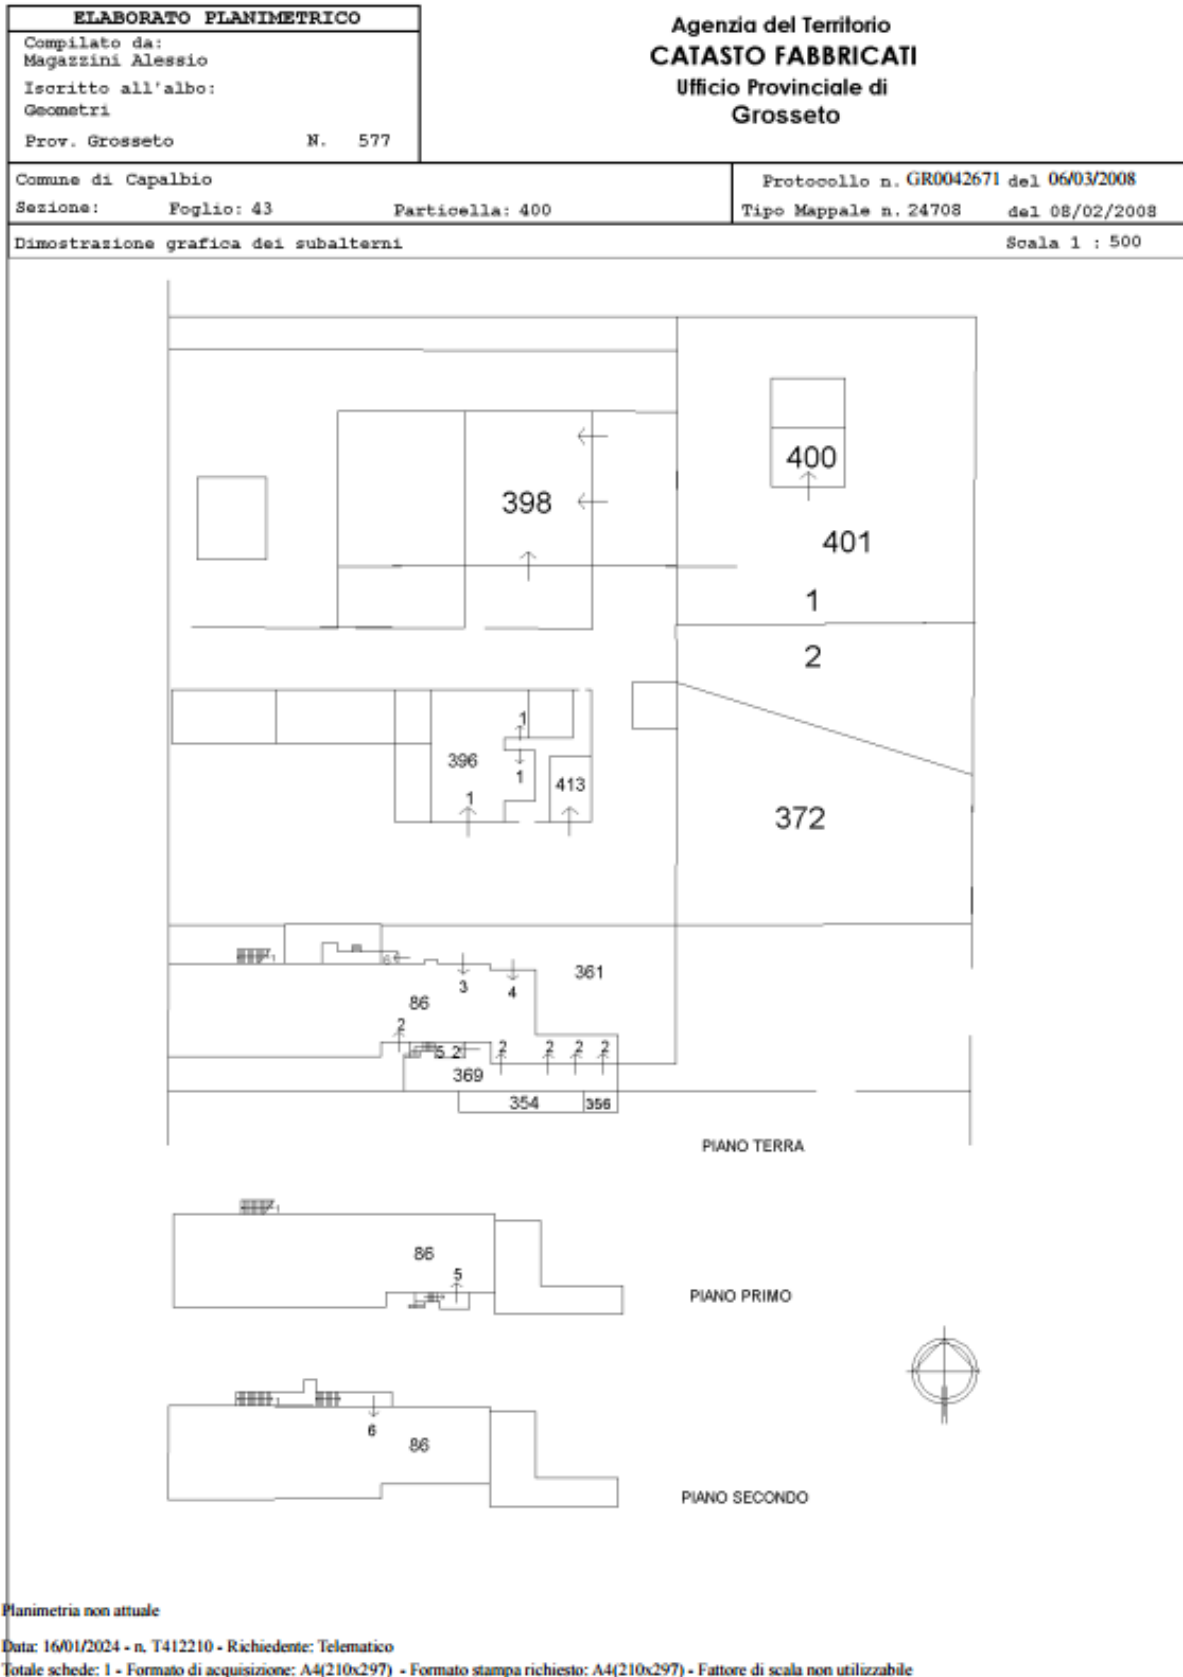 ELABORATO PLANIMETRICO
Compilato da:
Magazzini Alessio
Iscritto all'albo:
Geometri
Prov. Grosseto N. 577
Agenzia del Territorio
CATASTO FABBRICATI
Ufficio Provinciale di
Grosseto
Comune di Capalbio
Sezione: Foglio: 43 Particella: 400
Protocollo n. GR0042671 del 06/03/2008
Tipo Mappale n. 24708 del 08/02/2008
Dimostrazione grafica dei subalterni Scala 1 : 500
400
398
401
1
2
1
396
1
413
1
372
361
6
3
4
86
2
5 2
2 2 2 2
369
354 356
PIANO TERRA
1
86
5
PIANO PRIMO
6
86
PIANO SECONDO
Planimetria non attuale
Data: 16/01/2024 - n. T412210 - Richiedente: Telematico
Totale schede: 1 - Formato di acquisizione: A4(210x297) - Formato stampa richiesto: A4(210x297) - Fattore di scala non utilizzabile